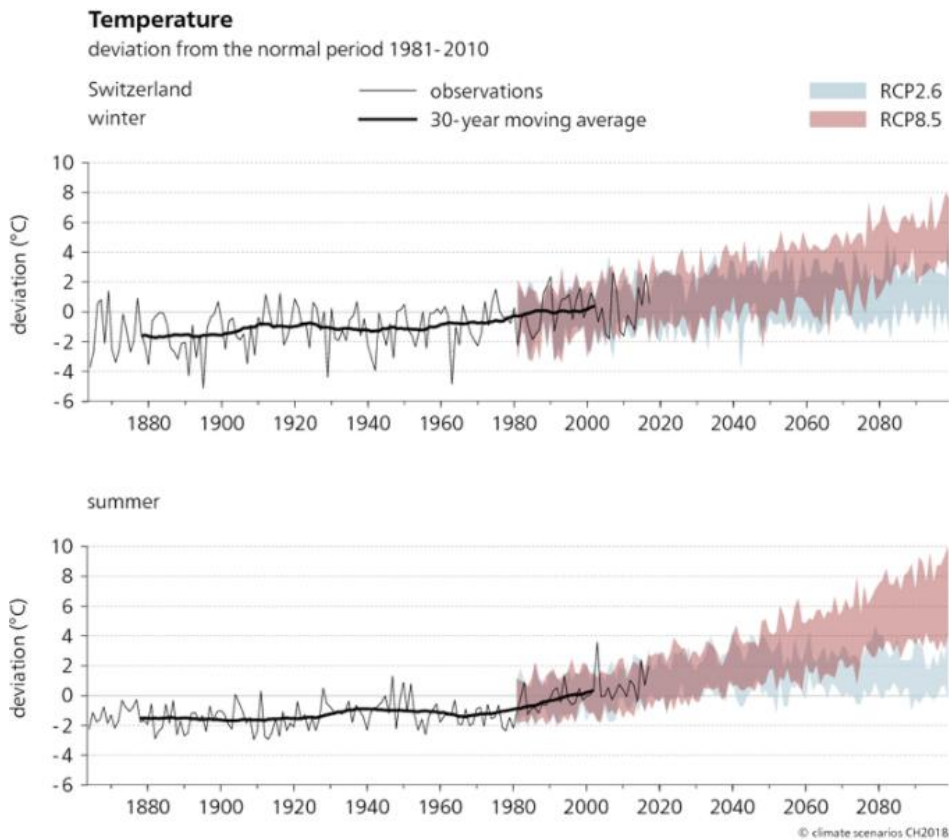 Temperature
deviation from the normal period 1981-2010
Switzerland
winter
observations
30-year moving average
RCP2.6
RCP8.5
deviation (°C)
10
8
6
4
2
0
-2
-4
-6
1880 1900 1920 1940 1960 1980 2000 2020 2040 2060 2080
summer
deviation (°C)
10
8
6
4
2
0
-2
-4
-6
1880 1900 1920 1940 1960 1980 2000 2020 2040 2060 2080
© climate scenarios CH2018